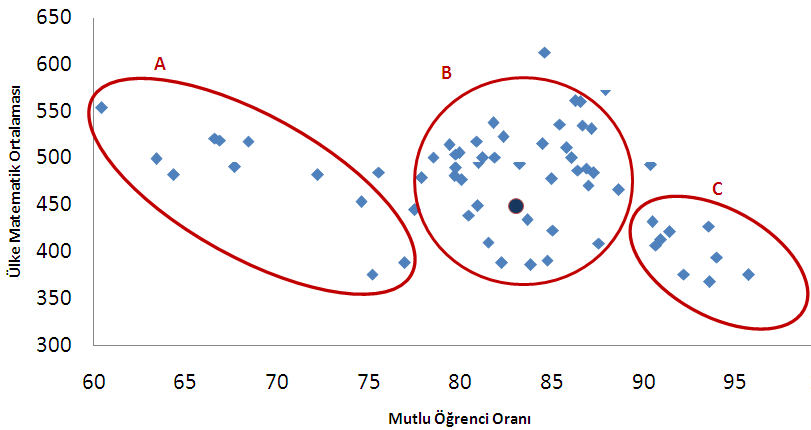 650
600
550
500
450
400
350
300
Ülke Matematik Ortalaması
A
B
C
60 65 70 75 80 85 90 95
Mutlu Öğrenci Oranı